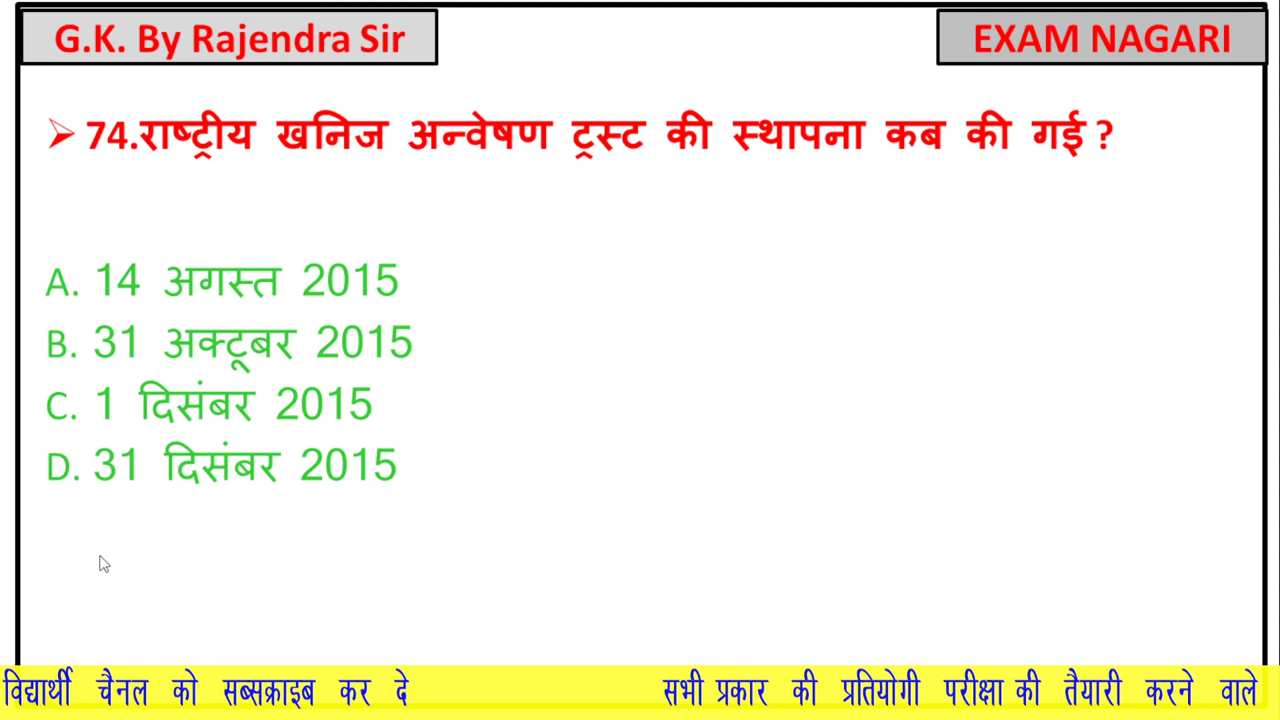 G.K. By Rajendra Sir
EXAM NAGARI
74.राष्ट्रीय खनिज अन्वेषण ट्रस्ट की स्थापना कब की गई ?
A. 14 अगस्त 2015
B. 31 अक्टूबर 2015
C. 1 दिसंबर 2015
D. 31 दिसंबर 2015
विद्यार्थी चैनल को सब्सक्राइब कर दे सभी प्रकार की प्रतियोगी परीक्षा की तैयारी करने वाले